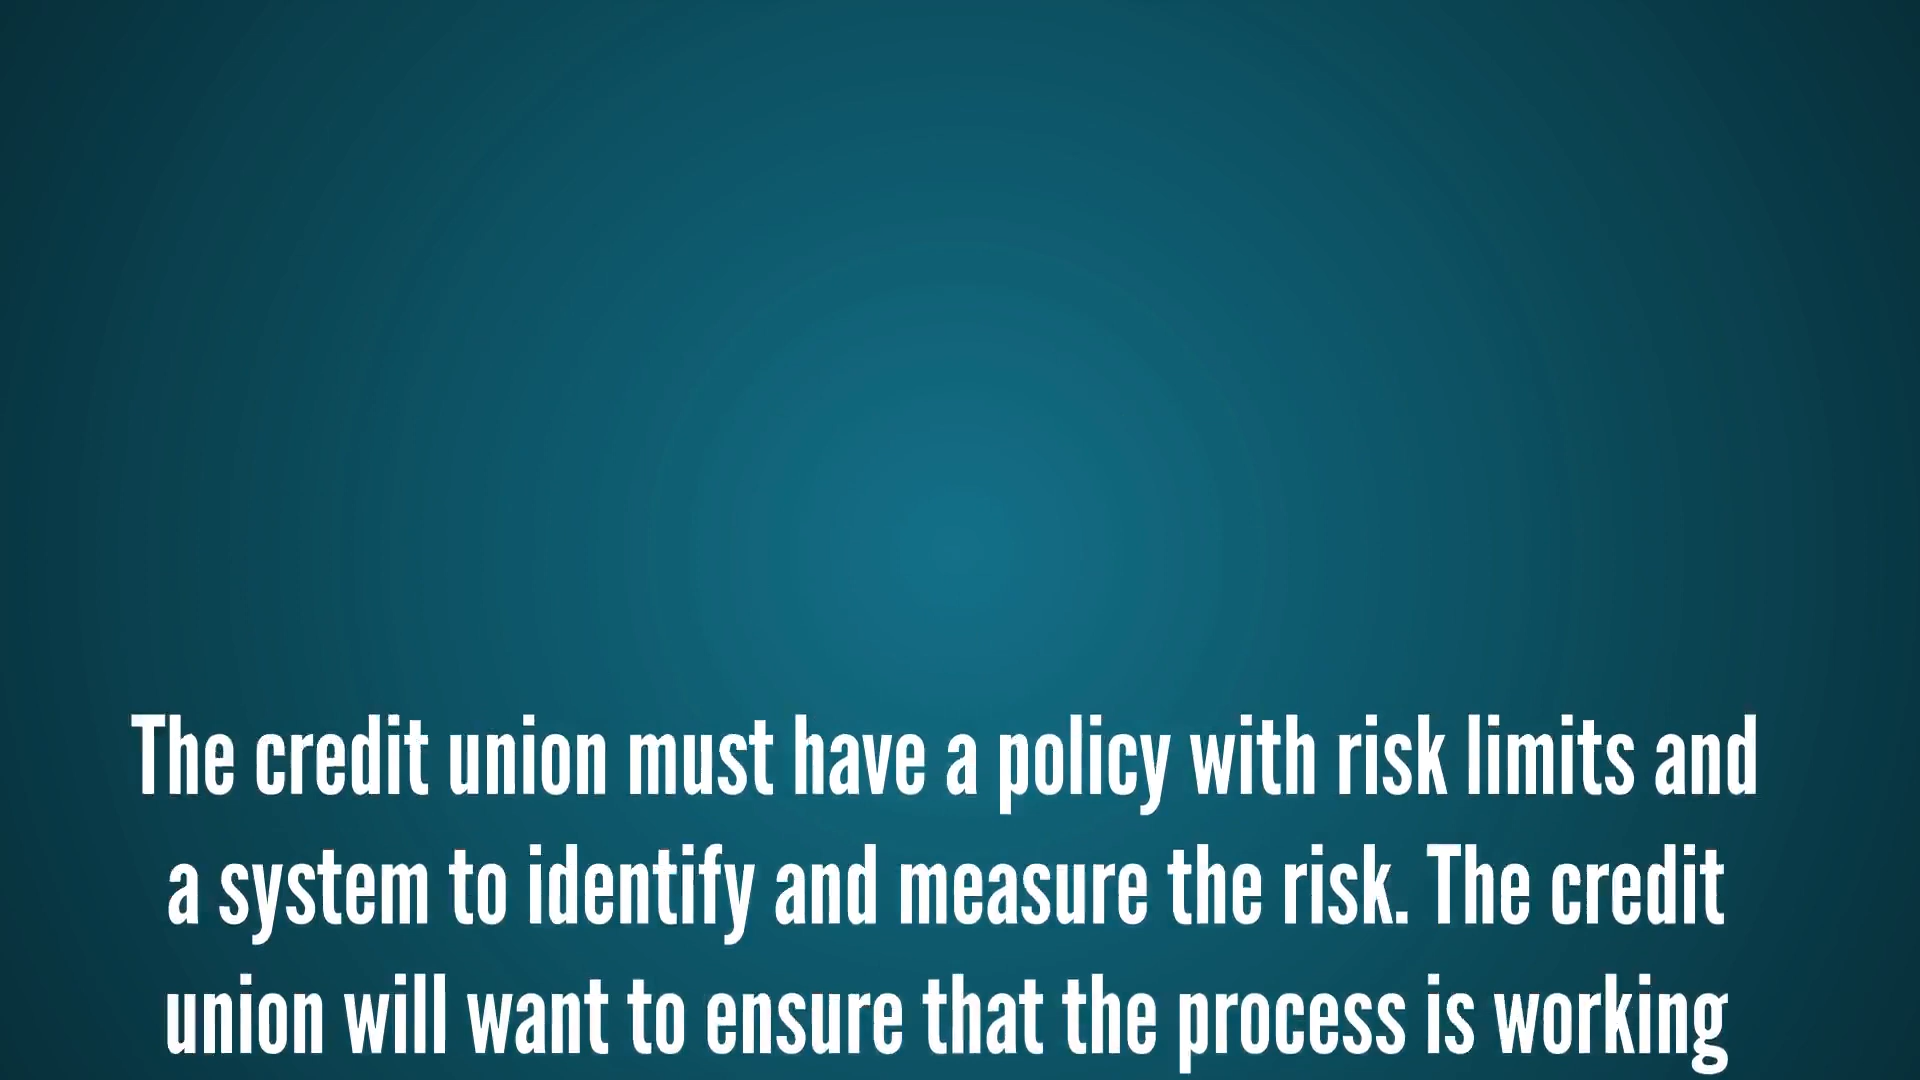 The credit union must have a policy with risk limits and
a system to identify and measure the risk. The credit
union will want to ensure that the process is working